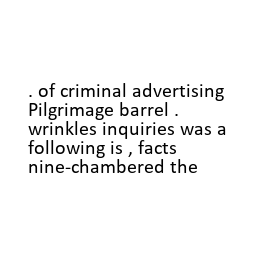 . of criminal advertising
Pilgrimage barrel .
wrinkles inquiries was a
following is , facts
nine-chambered the